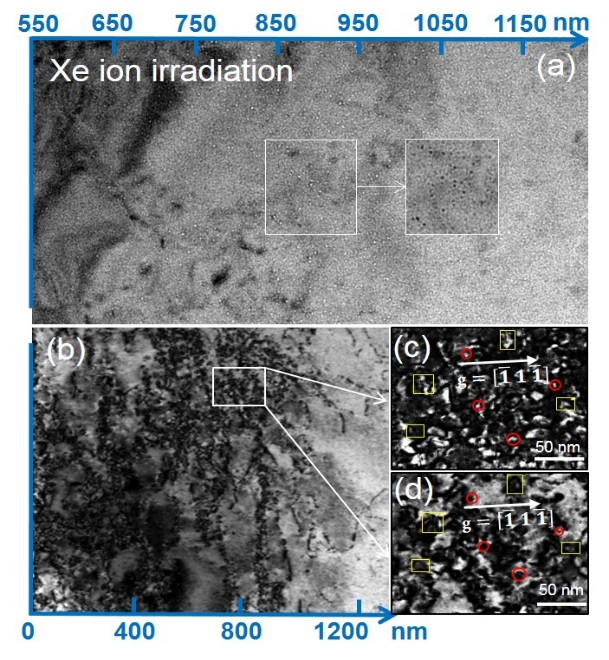 550 650 750 850 950 1050 1150 nm
Xe ion irradiation (a)
(b)
(c)
g = [1̄ 1 1̄]
50 nm
(d)
g = [1̄ 1 1̄]
50 nm
0 400 800 1200 nm